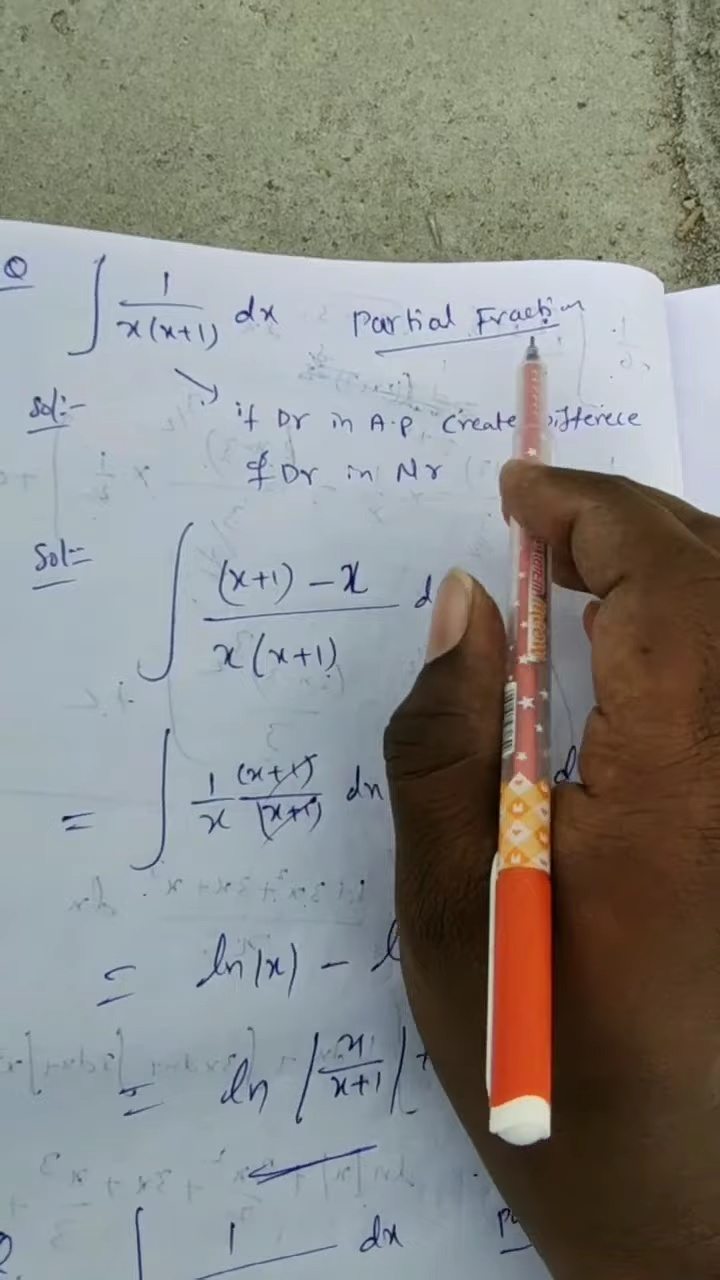 Q ∫ 1/x(x+1) dx Partial Fraction
Sol:- if Dr in A.P, Create Differece
of Dr in Nr
Sol:= ∫ (x+1) - x / x(x+1) d
= ∫ 1/x (x+1)/(x+1) dx
= ln|x| - l
= ln |x/x+1| +
∫ 1 dx